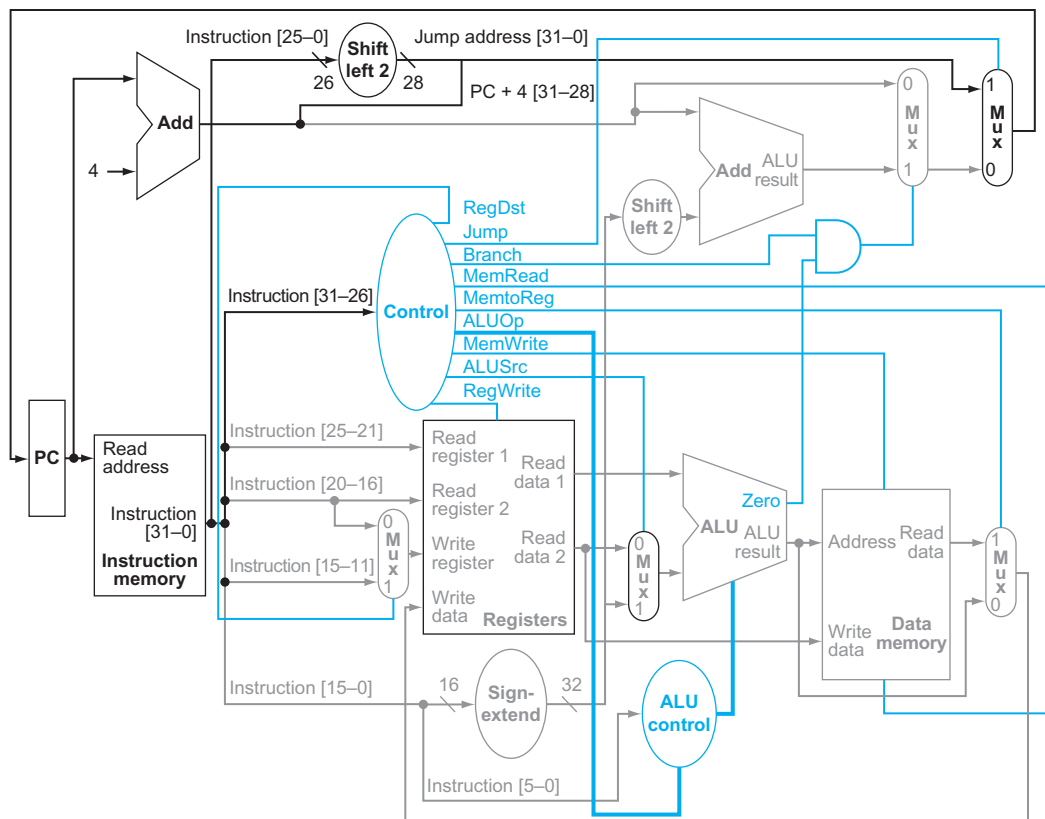 Instruction [25–0]
Shift
left 2
Jump address [31–0]
26
28
PC + 4 [31–28]
Add
4
0
M
u
x
1
1
M
u
x
0
Add
ALU
result
Shift
left 2
RegDst
Jump
Branch
MemRead
MemtoReg
ALUOp
MemWrite
ALUSrc
RegWrite
Instruction [31–26]
Control
PC
Read
address
Instruction
[31–0]
Instruction
memory
Instruction [25–21]
Instruction [20–16]
Instruction [15–11]
0
M
u
x
1
Read
register 1
Read
register 2
Write
register
Write
data
Read
data 1
Read
data 2
Registers
0
M
u
x
1
Zero
ALU
ALU
result
Address
Read
data
Write
data
Data
memory
1
M
u
x
0
Instruction [15–0]
16
Sign-
extend
32
ALU
control
Instruction [5–0]